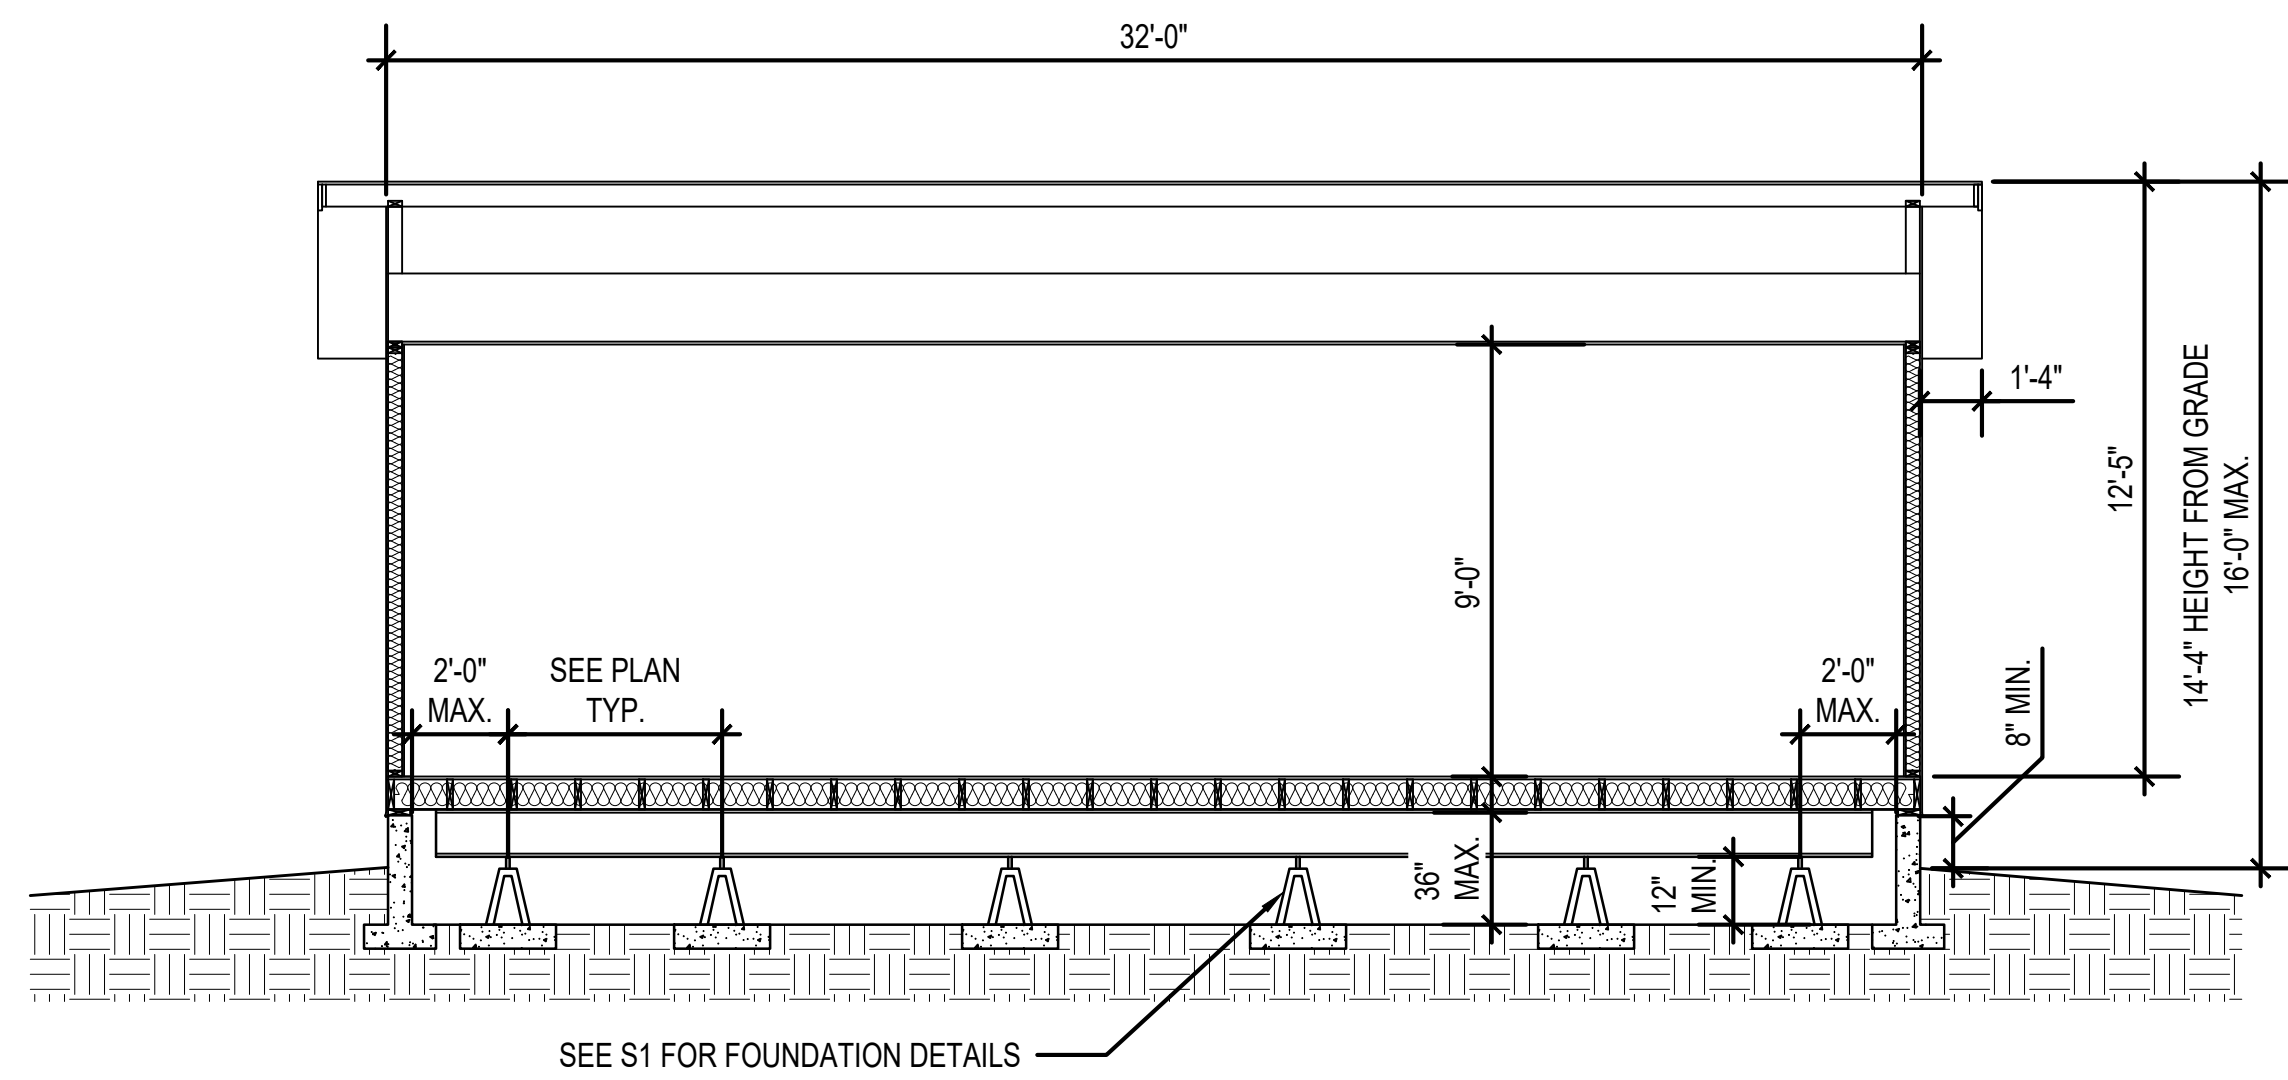 32'-0"
1'-4"
12'-5"
14'-4" HEIGHT FROM GRADE
16'-0" MAX.
9'-0"
2'-0"
MAX.
SEE PLAN
TYP.
2'-0"
MAX.
8" MIN.
36"
MAX.
12"
MIN.
SEE S1 FOR FOUNDATION DETAILS